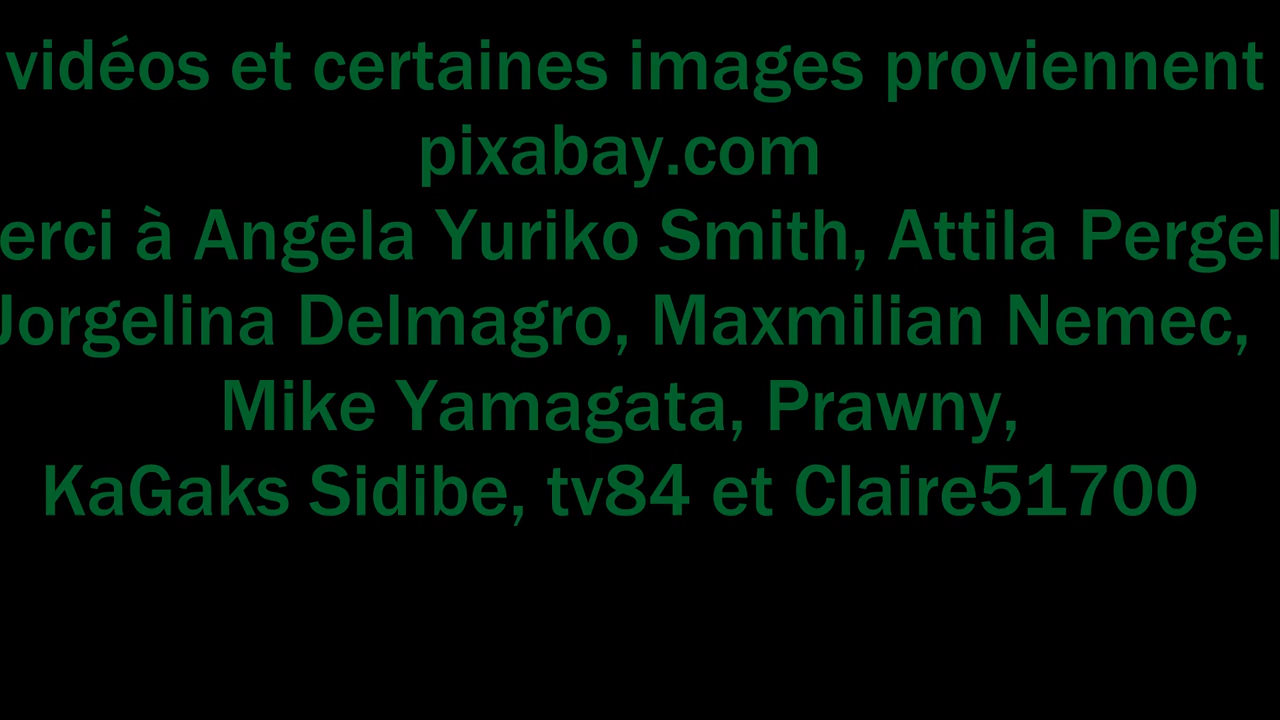 vidéos et certaines images proviennent
pixabay.com
erci à Angela Yuriko Smith, Attila Pergel
Jorgelina Delmagro, Maxmilian Nemec,
Mike Yamagata, Prawny,
KaGaks Sidibe, tv84 et Claire51700